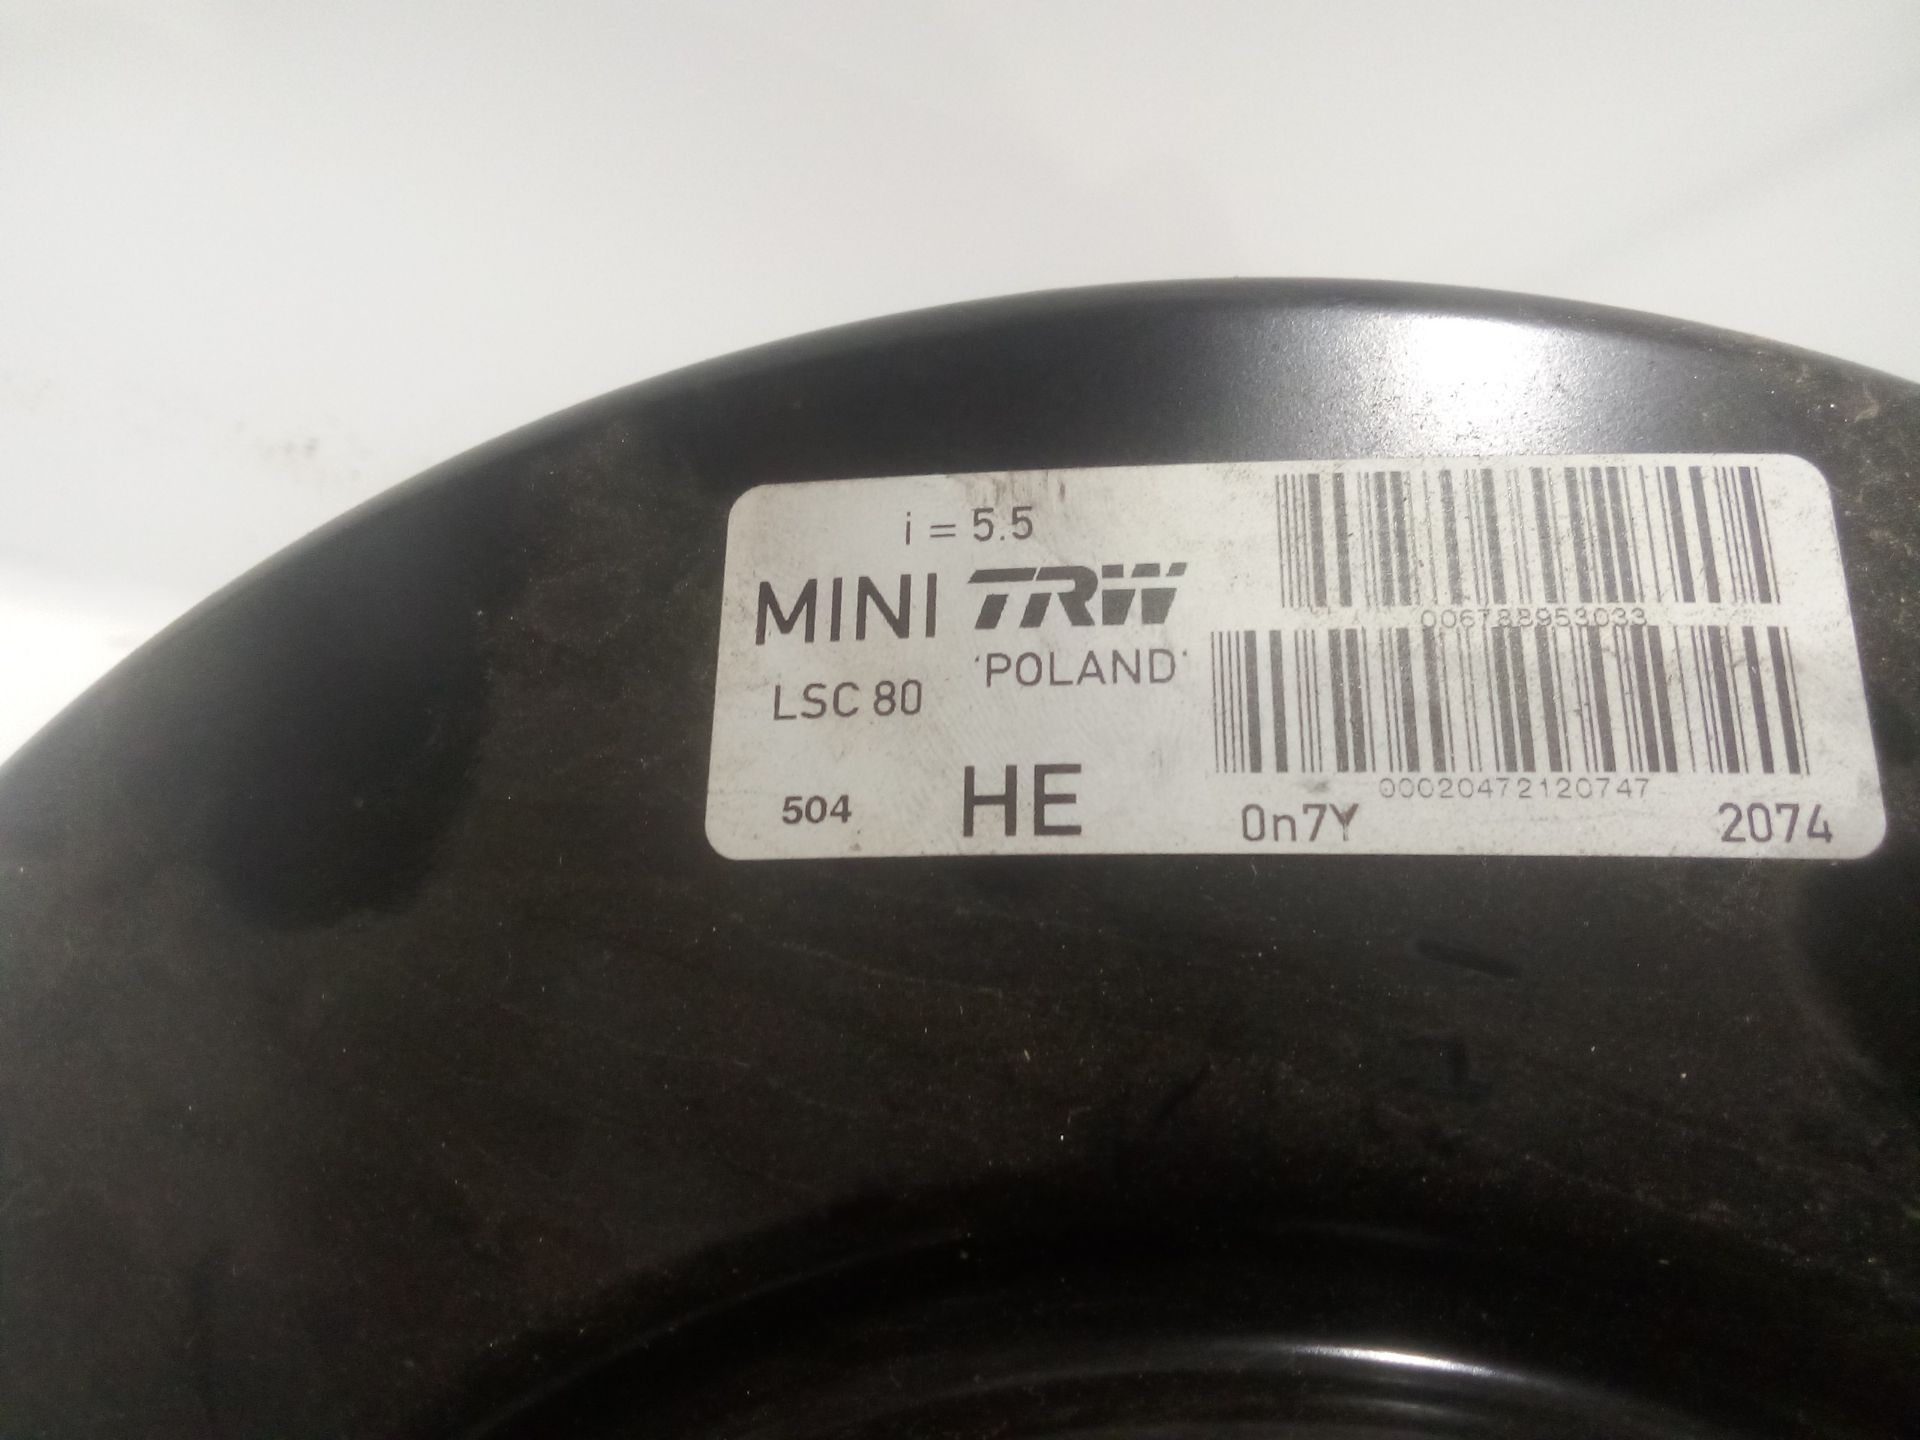 i = 5.5
MINI TRW
'POLAND'
LSC 80
504 HE
006788953033
00020472120747
0n7Y 2074